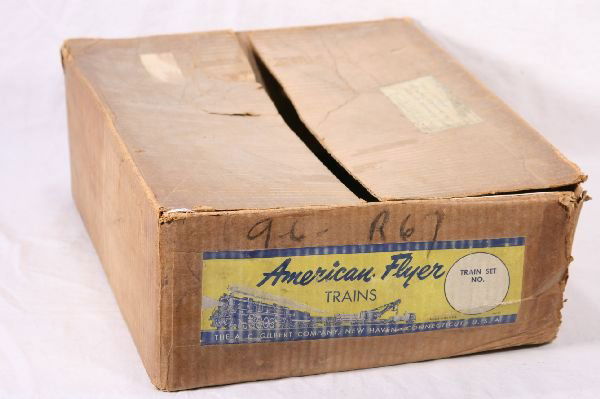 96- R67
American Flyer
TRAINS
TRAIN SET
NO.
THE A. C. GILBERT COMPANY, NEW HAVEN, CONNECTICUT, U. S. A.